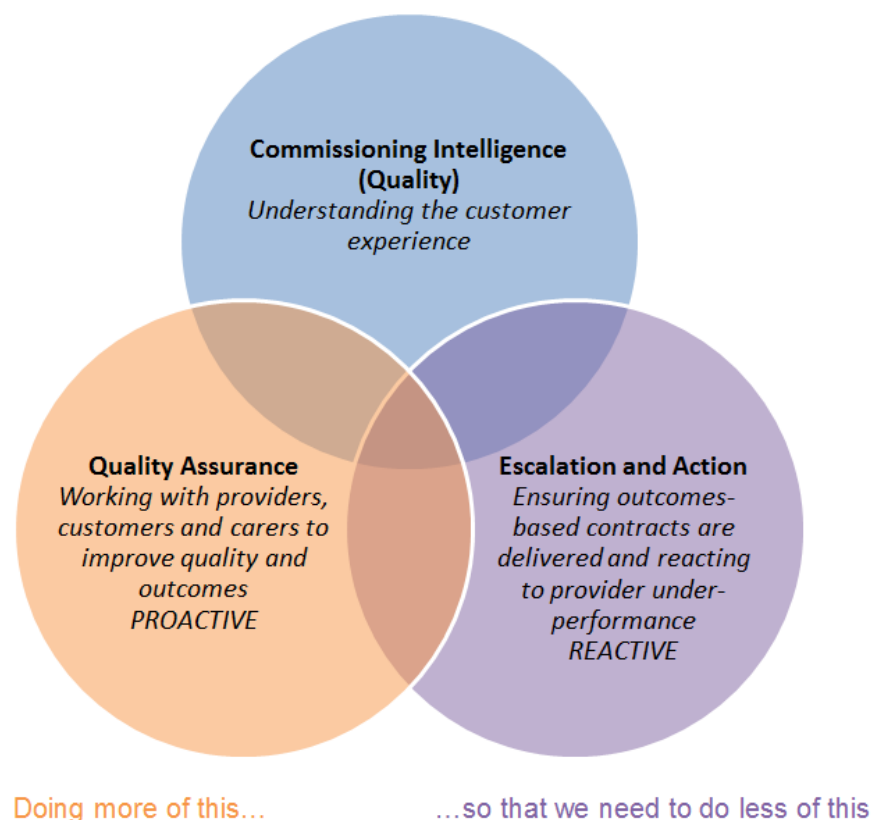 Commissioning Intelligence
(Quality)
Understanding the customer
experience
Quality Assurance
Working with providers,
customers and carers to
improve quality and
outcomes
PROACTIVE
Escalation and Action
Ensuring outcomes-
based contracts are
delivered and reacting
to provider under-
performance
REACTIVE
Doing more of this...
...so that we need to do less of this